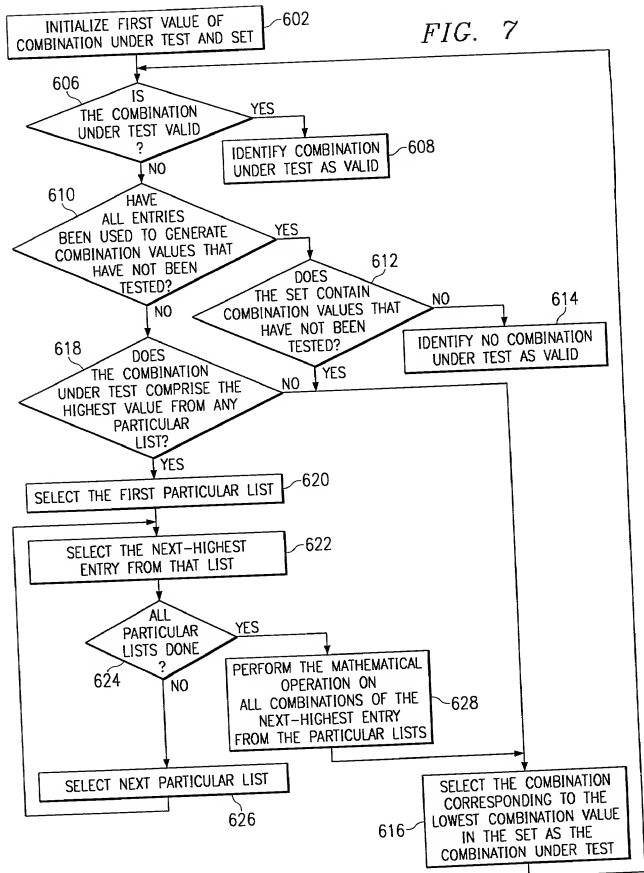 INITIALIZE FIRST VALUE OF
COMBINATION UNDER TEST AND SET
602
FIG. 7
606
IS
THE COMBINATION
UNDER TEST VALID
?
YES
IDENTIFY COMBINATION
UNDER TEST AS VALID
608
NO
610
HAVE
ALL ENTRIES
BEEN USED TO GENERATE
COMBINATION VALUES THAT
HAVE NOT BEEN
TESTED?
YES
612
DOES
THE SET CONTAIN
COMBINATION VALUES THAT
HAVE NOT BEEN
TESTED?
NO
614
IDENTIFY NO COMBINATION
UNDER TEST AS VALID
NO
YES
618
DOES
THE COMBINATION
UNDER TEST COMPRISE THE
HIGHEST VALUE FROM ANY
PARTICULAR
LIST?
NO
YES
SELECT THE FIRST PARTICULAR LIST
620
SELECT THE NEXT-HIGHEST
ENTRY FROM THAT LIST
622
ALL
PARTICULAR
LISTS DONE
?
624
YES
NO
PERFORM THE MATHEMATICAL
OPERATION ON
ALL COMBINATIONS OF THE
NEXT-HIGHEST ENTRY
FROM THE PARTICULAR LISTS
628
SELECT NEXT PARTICULAR LIST
626
616
SELECT THE COMBINATION
CORRESPONDING TO THE
LOWEST COMBINATION VALUE
IN THE SET AS THE
COMBINATION UNDER TEST